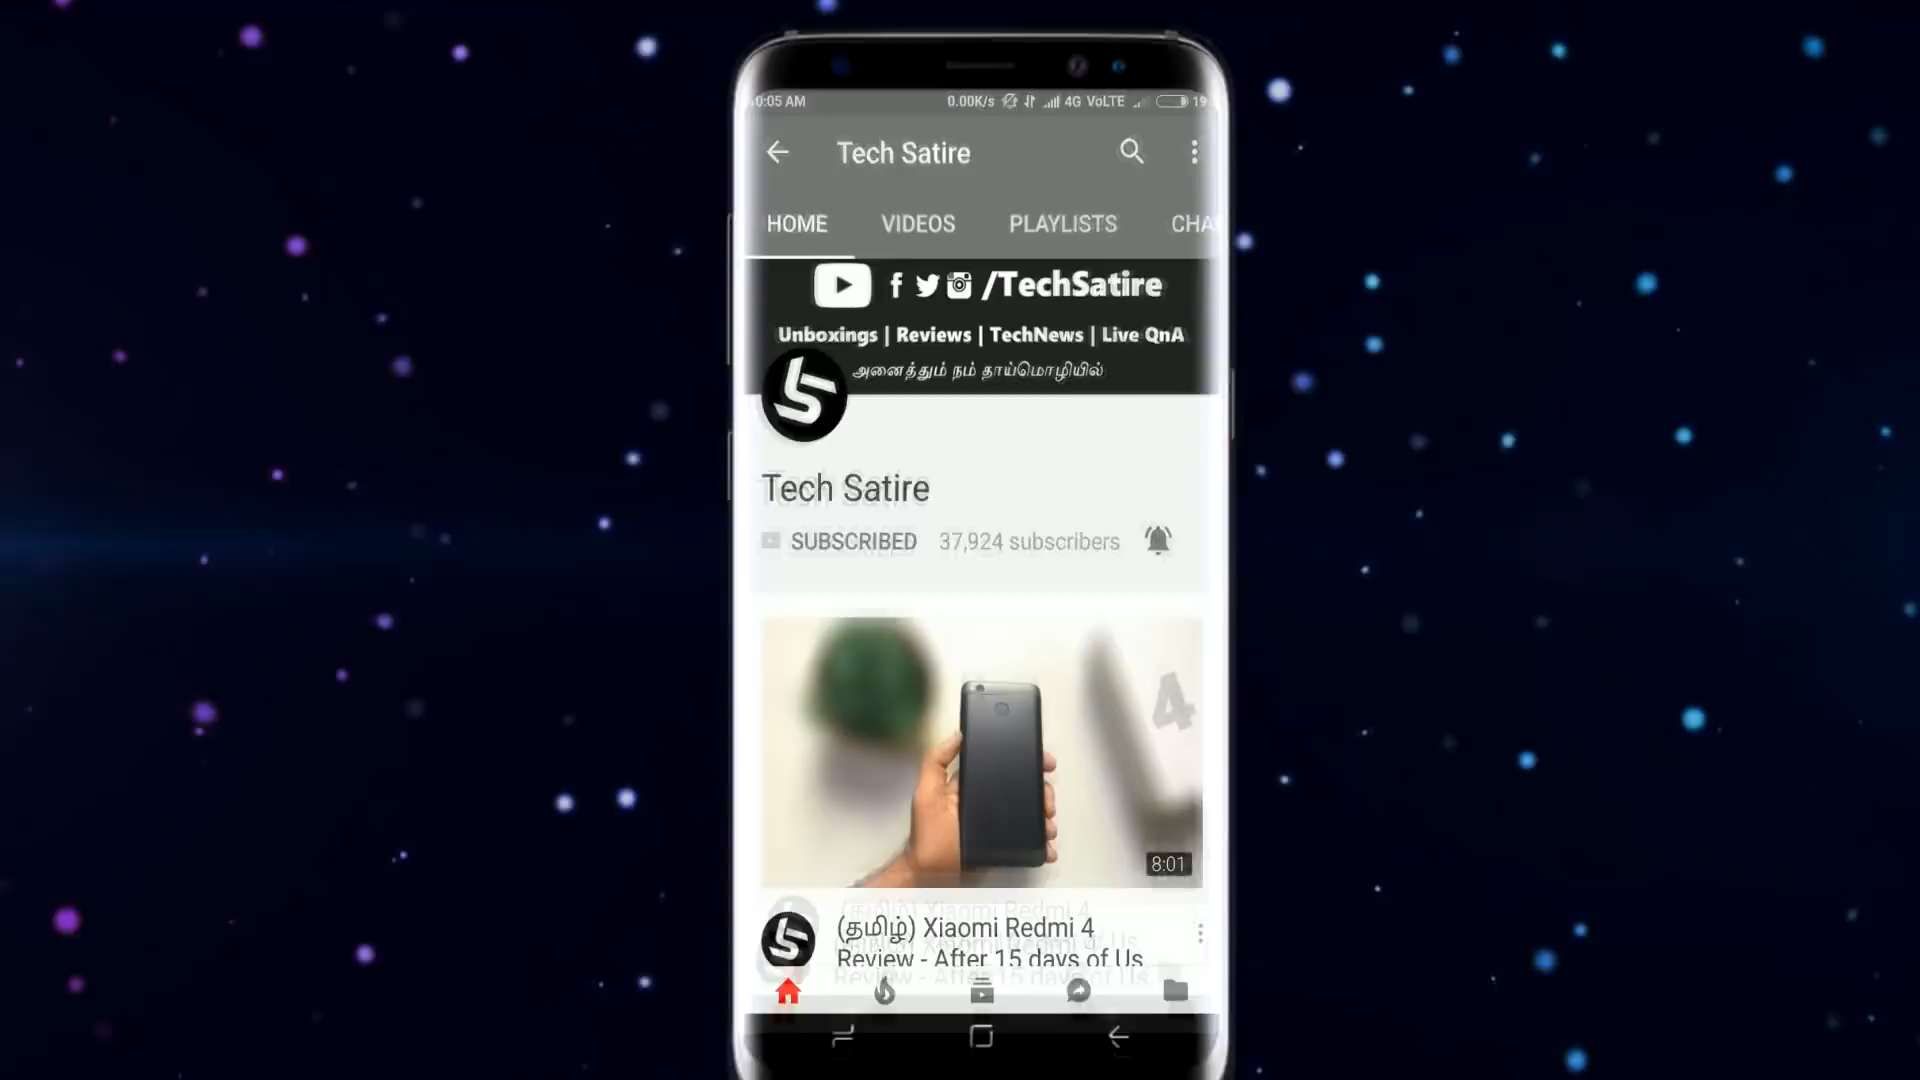 0:05 AM 0.00K/s 4G VoLTE 19
Tech Satire
HOME VIDEOS PLAYLISTS CHA
/TechSatire
Unboxings | Reviews | TechNews | Live QnA
அனைத்தும் நம் தாய்மொழியில்
Tech Satire
SUBSCRIBED 37,924 subscribers
4
8:01
(தமிழ்) Xiaomi Redmi 4
Review - After 15 days of Us